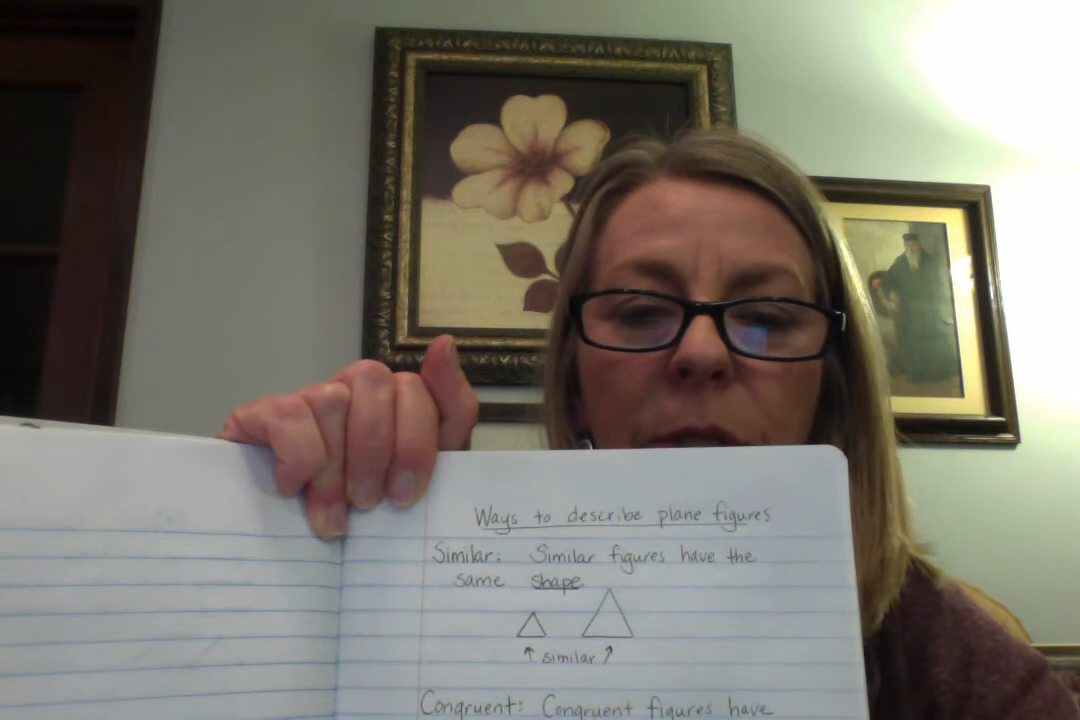 Ways to describe plane figures
Similar: Similar figures have the
same shape
↑ similar ↑
Congruent: Congruent figures have